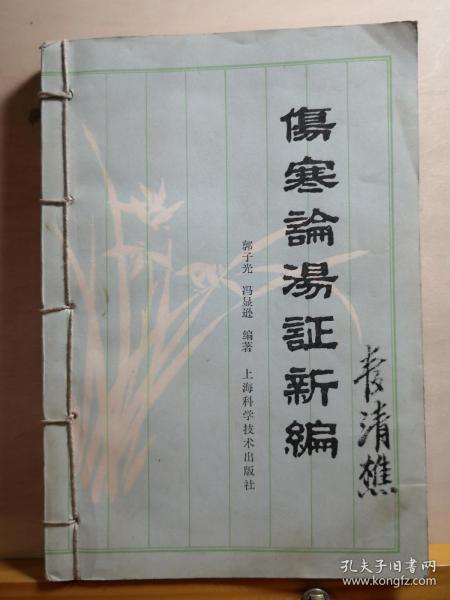 傷寒論湯証新編
郭子光 冯显逊 编著 上海科学技术出版社
清樵
孔夫子旧书网
www.kongfz.com